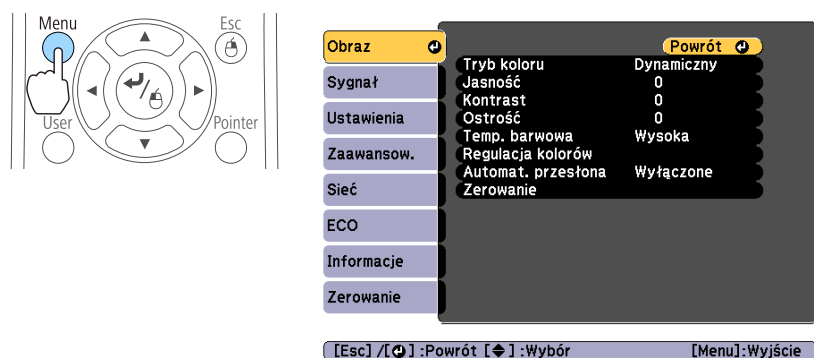 Menu
Esc
User
Pointer
Obraz
Sygnał
Ustawienia
Zaawansow.
Sieć
ECO
Informacje
Zerowanie
Powrót
Tryb koloru Dynamiczny
Jasność 0
Kontrast 0
Ostrość 0
Temp. barwowa Wysoka
Regulacja kolorów
Automat. przesłona Wyłączone
Zerowanie
[Esc] /[ ] :Powrót [ ] :Wybór [Menu]:Wyjście